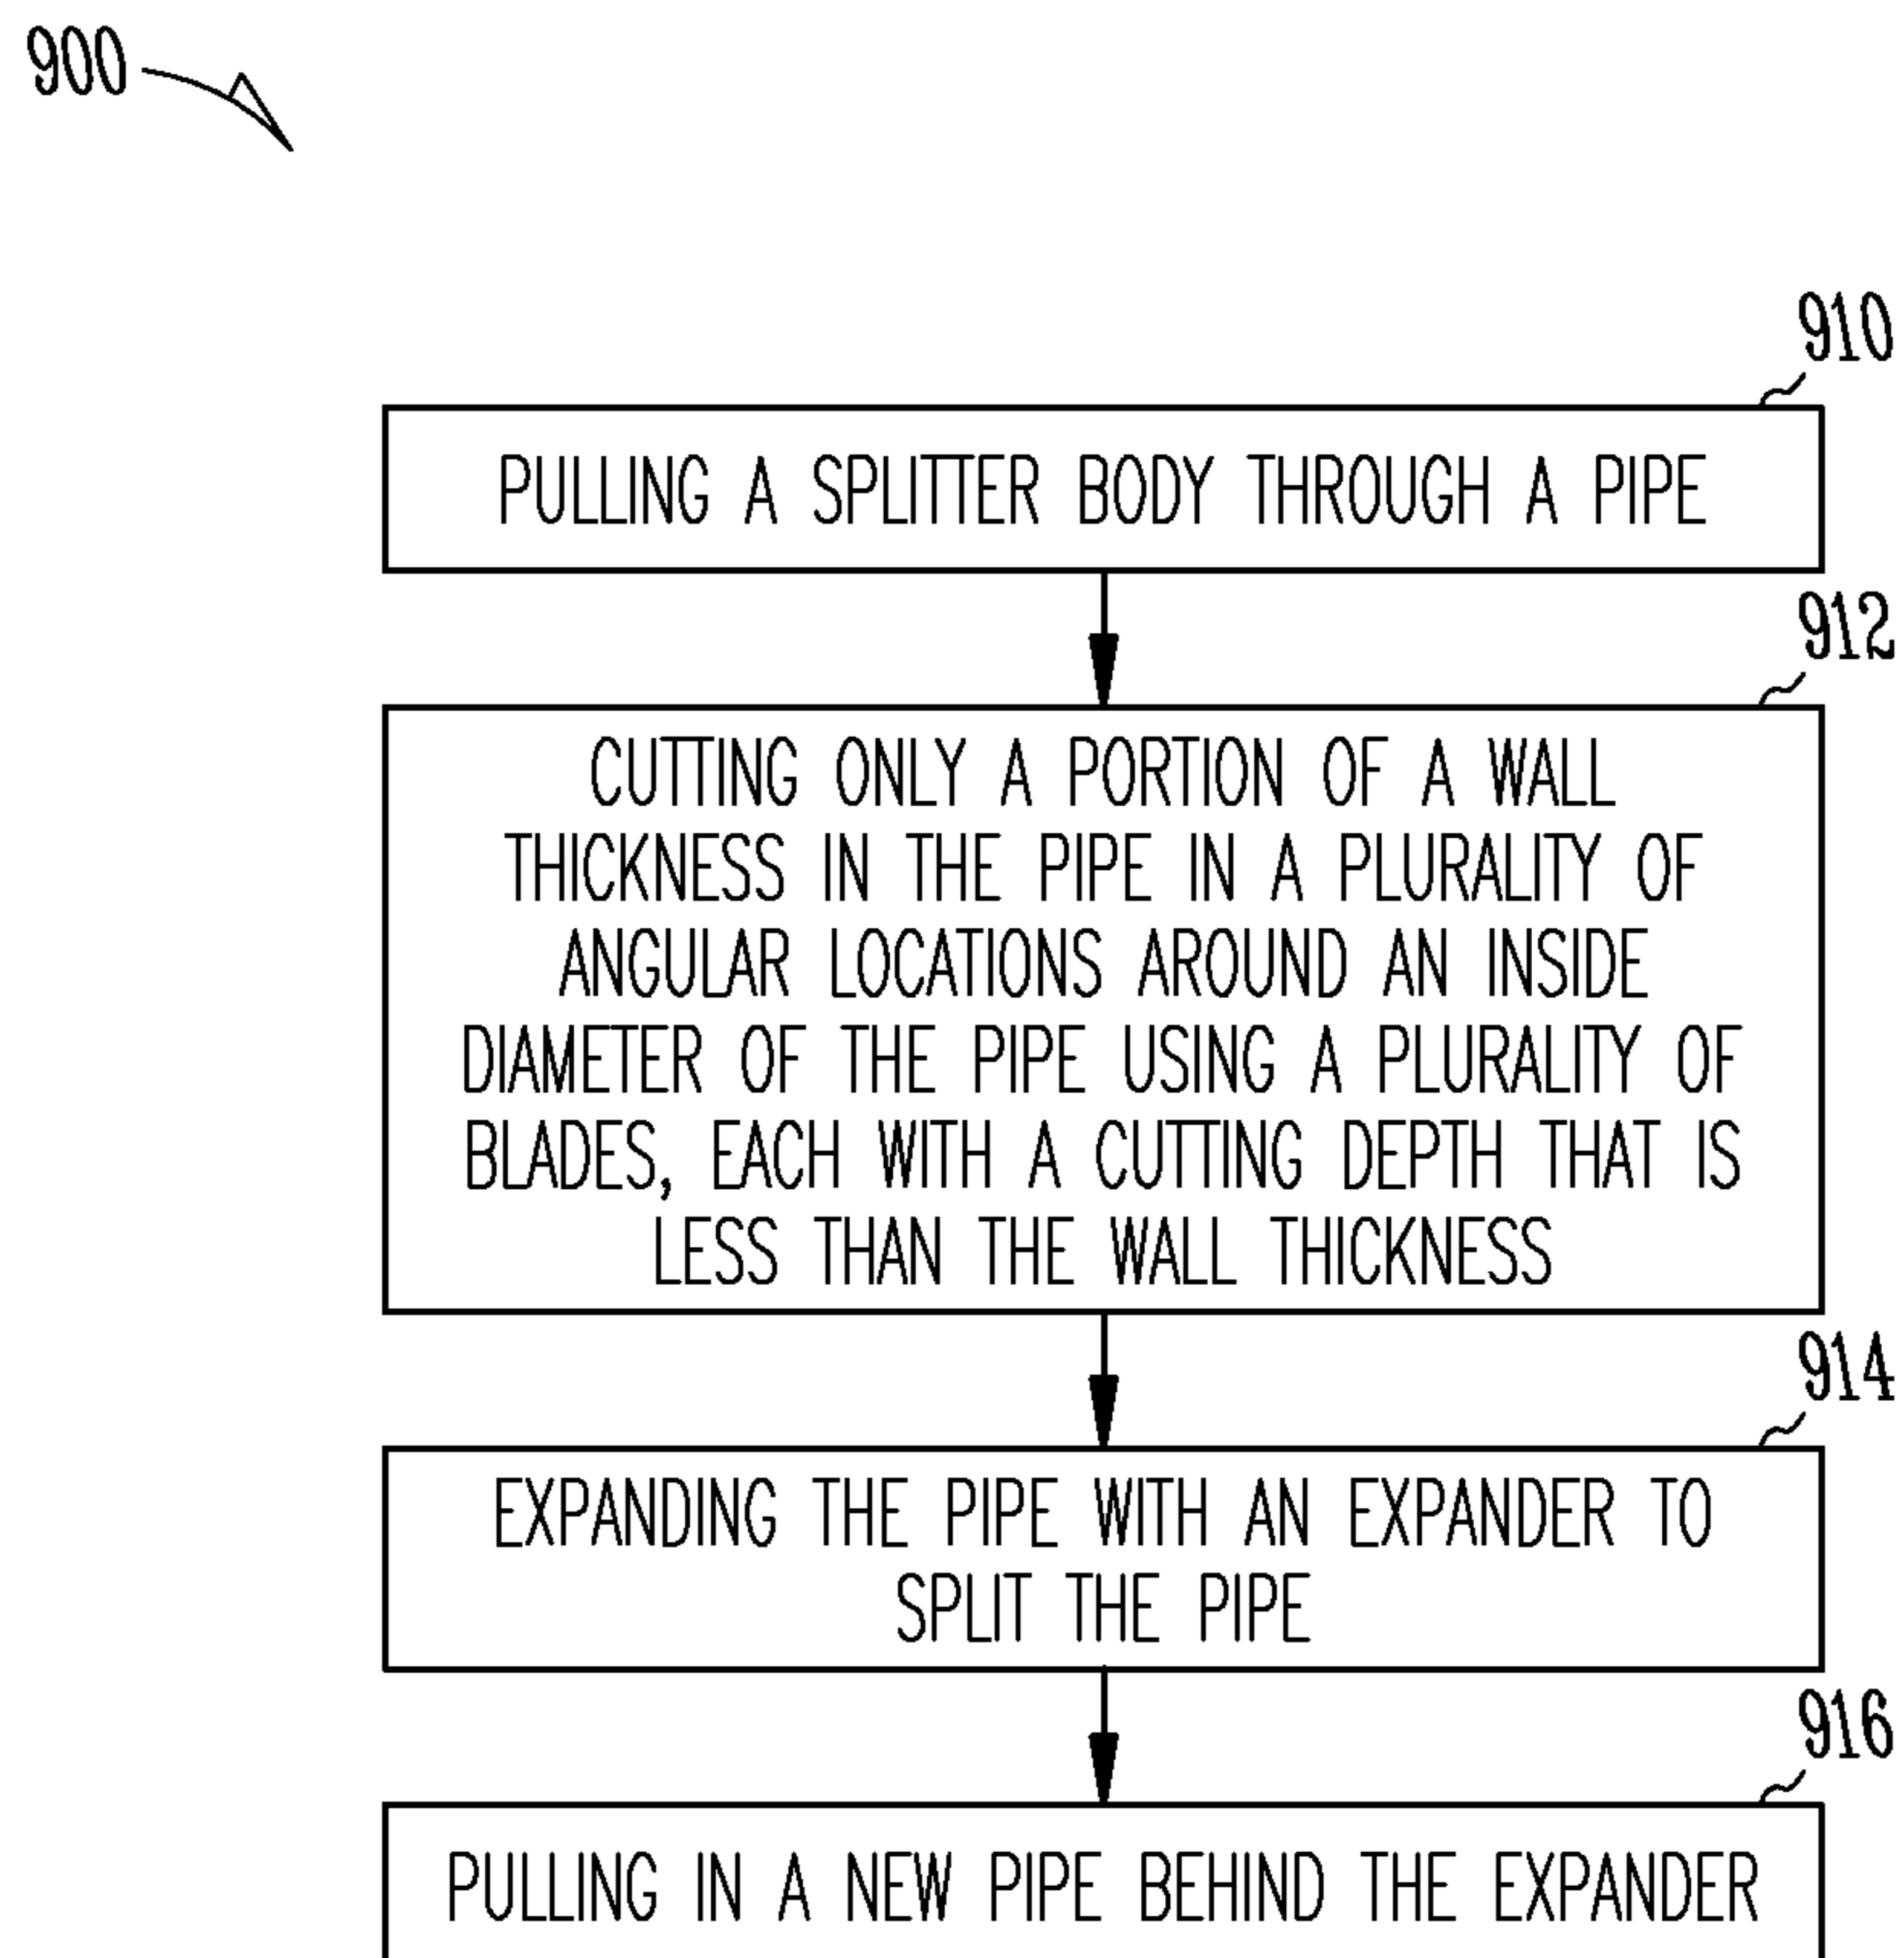 900
910
PULLING A SPLITTER BODY THROUGH A PIPE
912
CUTTING ONLY A PORTION OF A WALL
THICKNESS IN THE PIPE IN A PLURALITY OF
ANGULAR LOCATIONS AROUND AN INSIDE
DIAMETER OF THE PIPE USING A PLURALITY OF
BLADES, EACH WITH A CUTTING DEPTH THAT IS
LESS THAN THE WALL THICKNESS
914
EXPANDING THE PIPE WITH AN EXPANDER TO
SPLIT THE PIPE
916
PULLING IN A NEW PIPE BEHIND THE EXPANDER